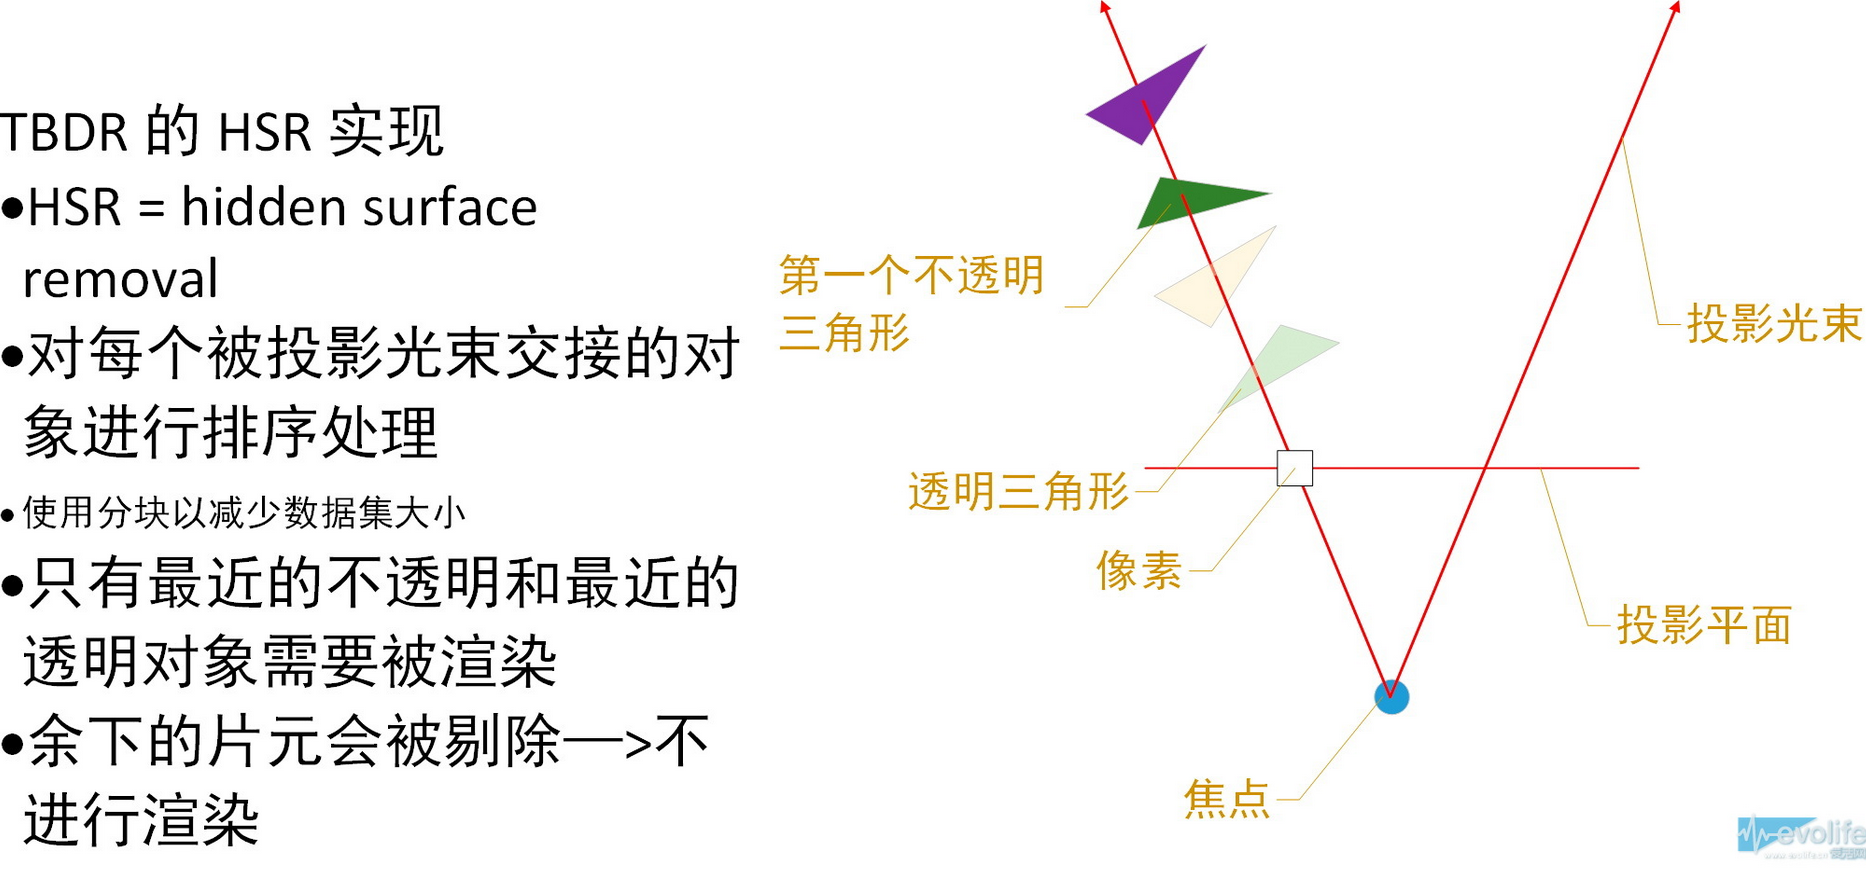 TBDR 的 HSR 实现
•HSR = hidden surface
removal
•对每个被投影光束交接的对
象进行排序处理
•使用分块以减少数据集大小
•只有最近的不透明和最近的
透明对象需要被渲染
•余下的片元会被剔除—>不
进行渲染
第一个不透明
三角形
投影光束
透明三角形
像素
投影平面
焦点
evolife
www.evolife.cn